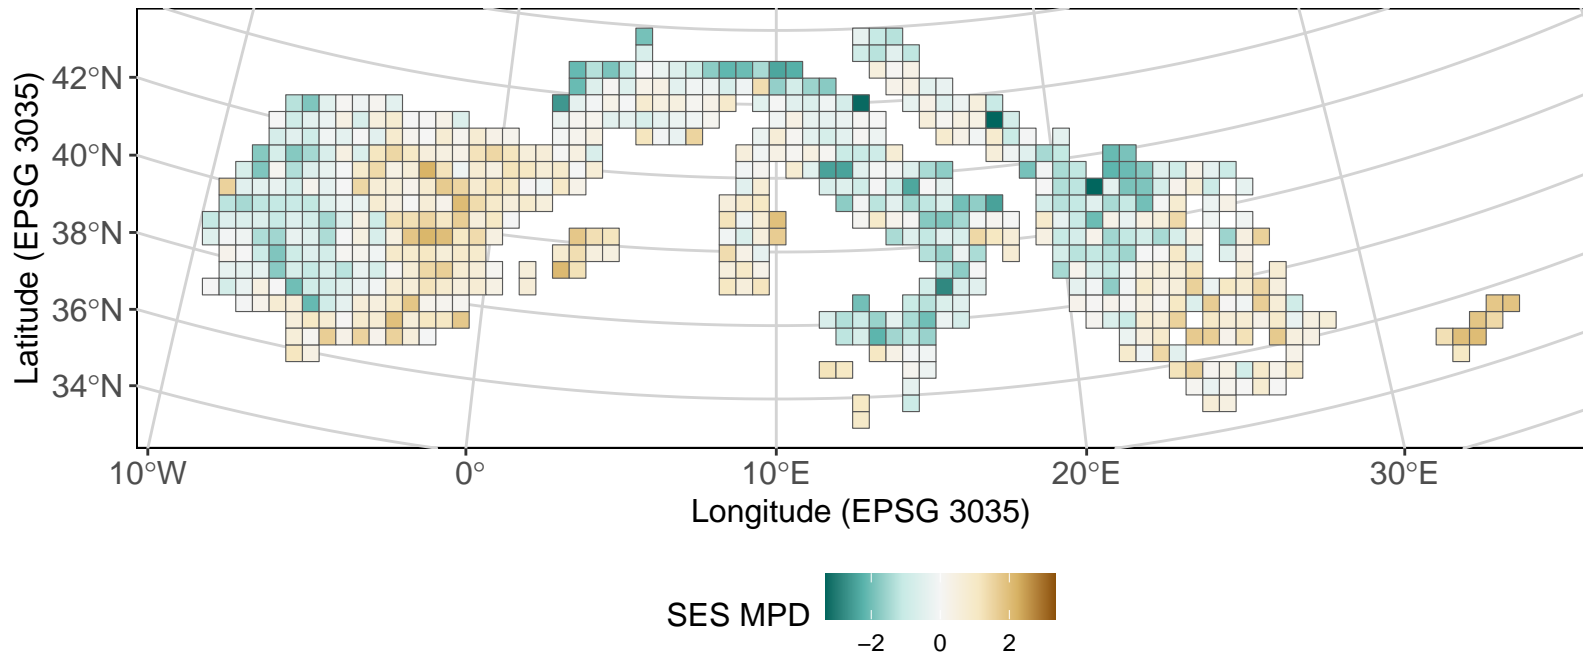 42°N
40°N
38°N
36°N
34°N
Latitude (EPSG 3035)
10°W 0° 10°E 20°E 30°E
Longitude (EPSG 3035)
SES MPD
−2 0 2